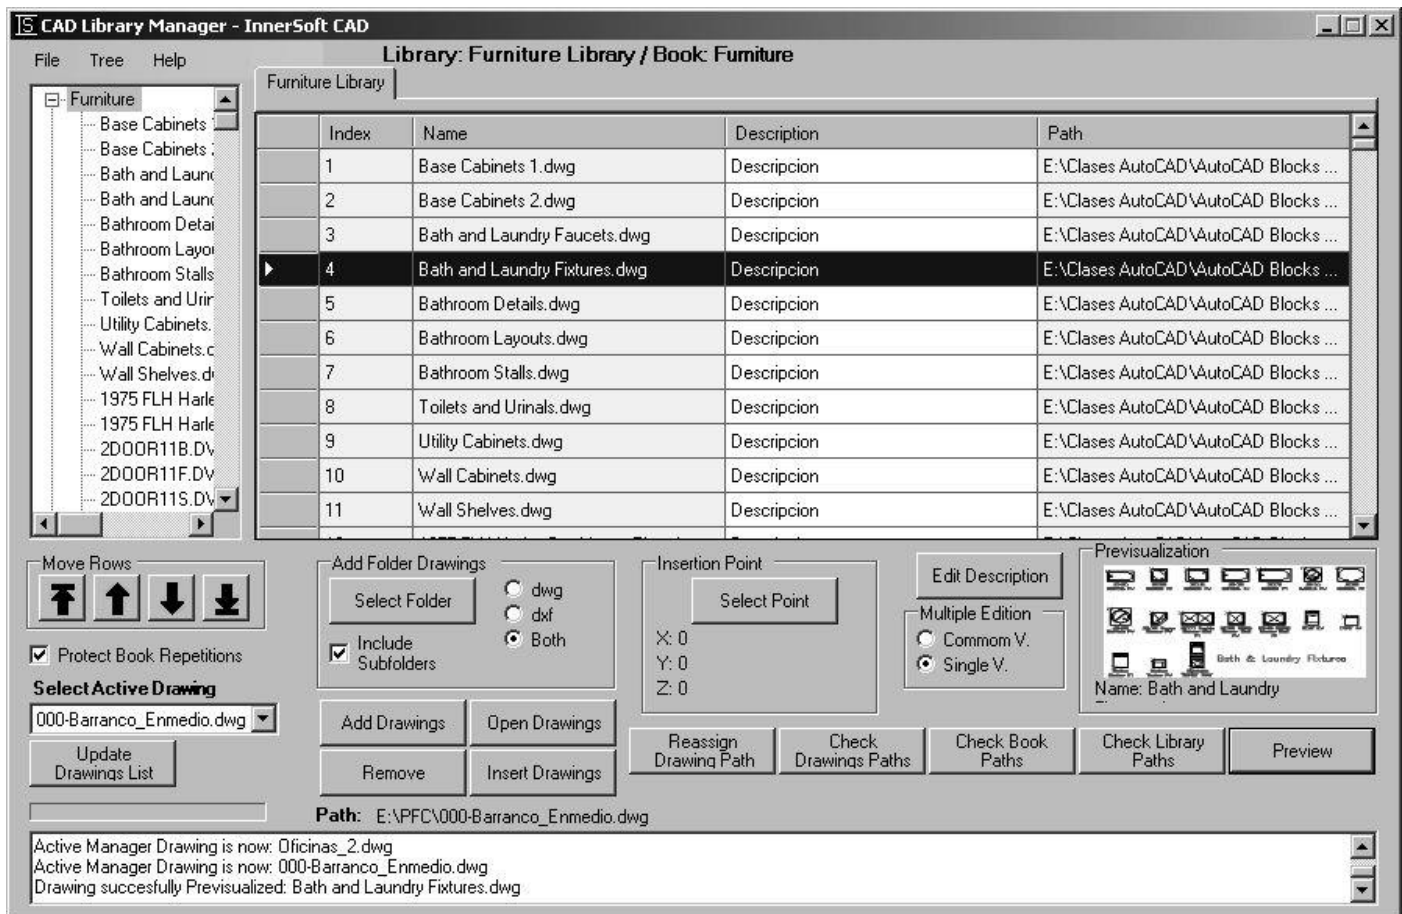 CAD Library Manager - InnerSoft CAD
File Tree Help
Library: Furniture Library / Book: Furniture
Furniture Library
Furniture
Base Cabinets
Base Cabinets
Bath and Laund
Bath and Laund
Bathroom Detai
Bathroom Layou
Bathroom Stalls
Toilets and Urin
Utility Cabinets.
Wall Cabinets.d
Wall Shelves.d
1975 FLH Harle
1975 FLH Harle
2DOOR11B.DV
2DOOR11F.DV
2DOOR11S.DV
Index Name Description Path
1 Base Cabinets 1.dwg Descripcion E:\Clases AutoCAD\AutoCAD Blocks ...
2 Base Cabinets 2.dwg Descripcion E:\Clases AutoCAD\AutoCAD Blocks ...
3 Bath and Laundry Faucets.dwg Descripcion E:\Clases AutoCAD\AutoCAD Blocks ...
4 Bath and Laundry Fixtures.dwg Descripcion E:\Clases AutoCAD\AutoCAD Blocks ...
5 Bathroom Details.dwg Descripcion E:\Clases AutoCAD\AutoCAD Blocks ...
6 Bathroom Layouts.dwg Descripcion E:\Clases AutoCAD\AutoCAD Blocks ...
7 Bathroom Stalls.dwg Descripcion E:\Clases AutoCAD\AutoCAD Blocks ...
8 Toilets and Urinals.dwg Descripcion E:\Clases AutoCAD\AutoCAD Blocks ...
9 Utility Cabinets.dwg Descripcion E:\Clases AutoCAD\AutoCAD Blocks ...
10 Wall Cabinets.dwg Descripcion E:\Clases AutoCAD\AutoCAD Blocks ...
11 Wall Shelves.dwg Descripcion E:\Clases AutoCAD\AutoCAD Blocks ...
Move Rows
Protect Book Repetitions
Select Active Drawing
000-Barranco_Enmedio.dwg
Update
Drawings List
Add Folder Drawings
Select Folder
Include
Subfolders
dwg
dxf
Both
Add Drawings
Open Drawings
Remove
Insert Drawings
Insertion Point
Select Point
X: 0
Y: 0
Z: 0
Edit Description
Multiple Edition
Commom V.
Single V.
Previsualization
Bath & Laundry Fixtures
Name: Bath and Laundry
Reassign
Drawing Path
Check
Drawings Paths
Check Book
Paths
Check Library
Paths
Preview
Path: E:\PFC\000-Barranco_Enmedio.dwg
Active Manager Drawing is now: Oficinas_2.dwg
Active Manager Drawing is now: 000-Barranco_Enmedio.dwg
Drawing succesfully Previsualized: Bath and Laundry Fixtures.dwg